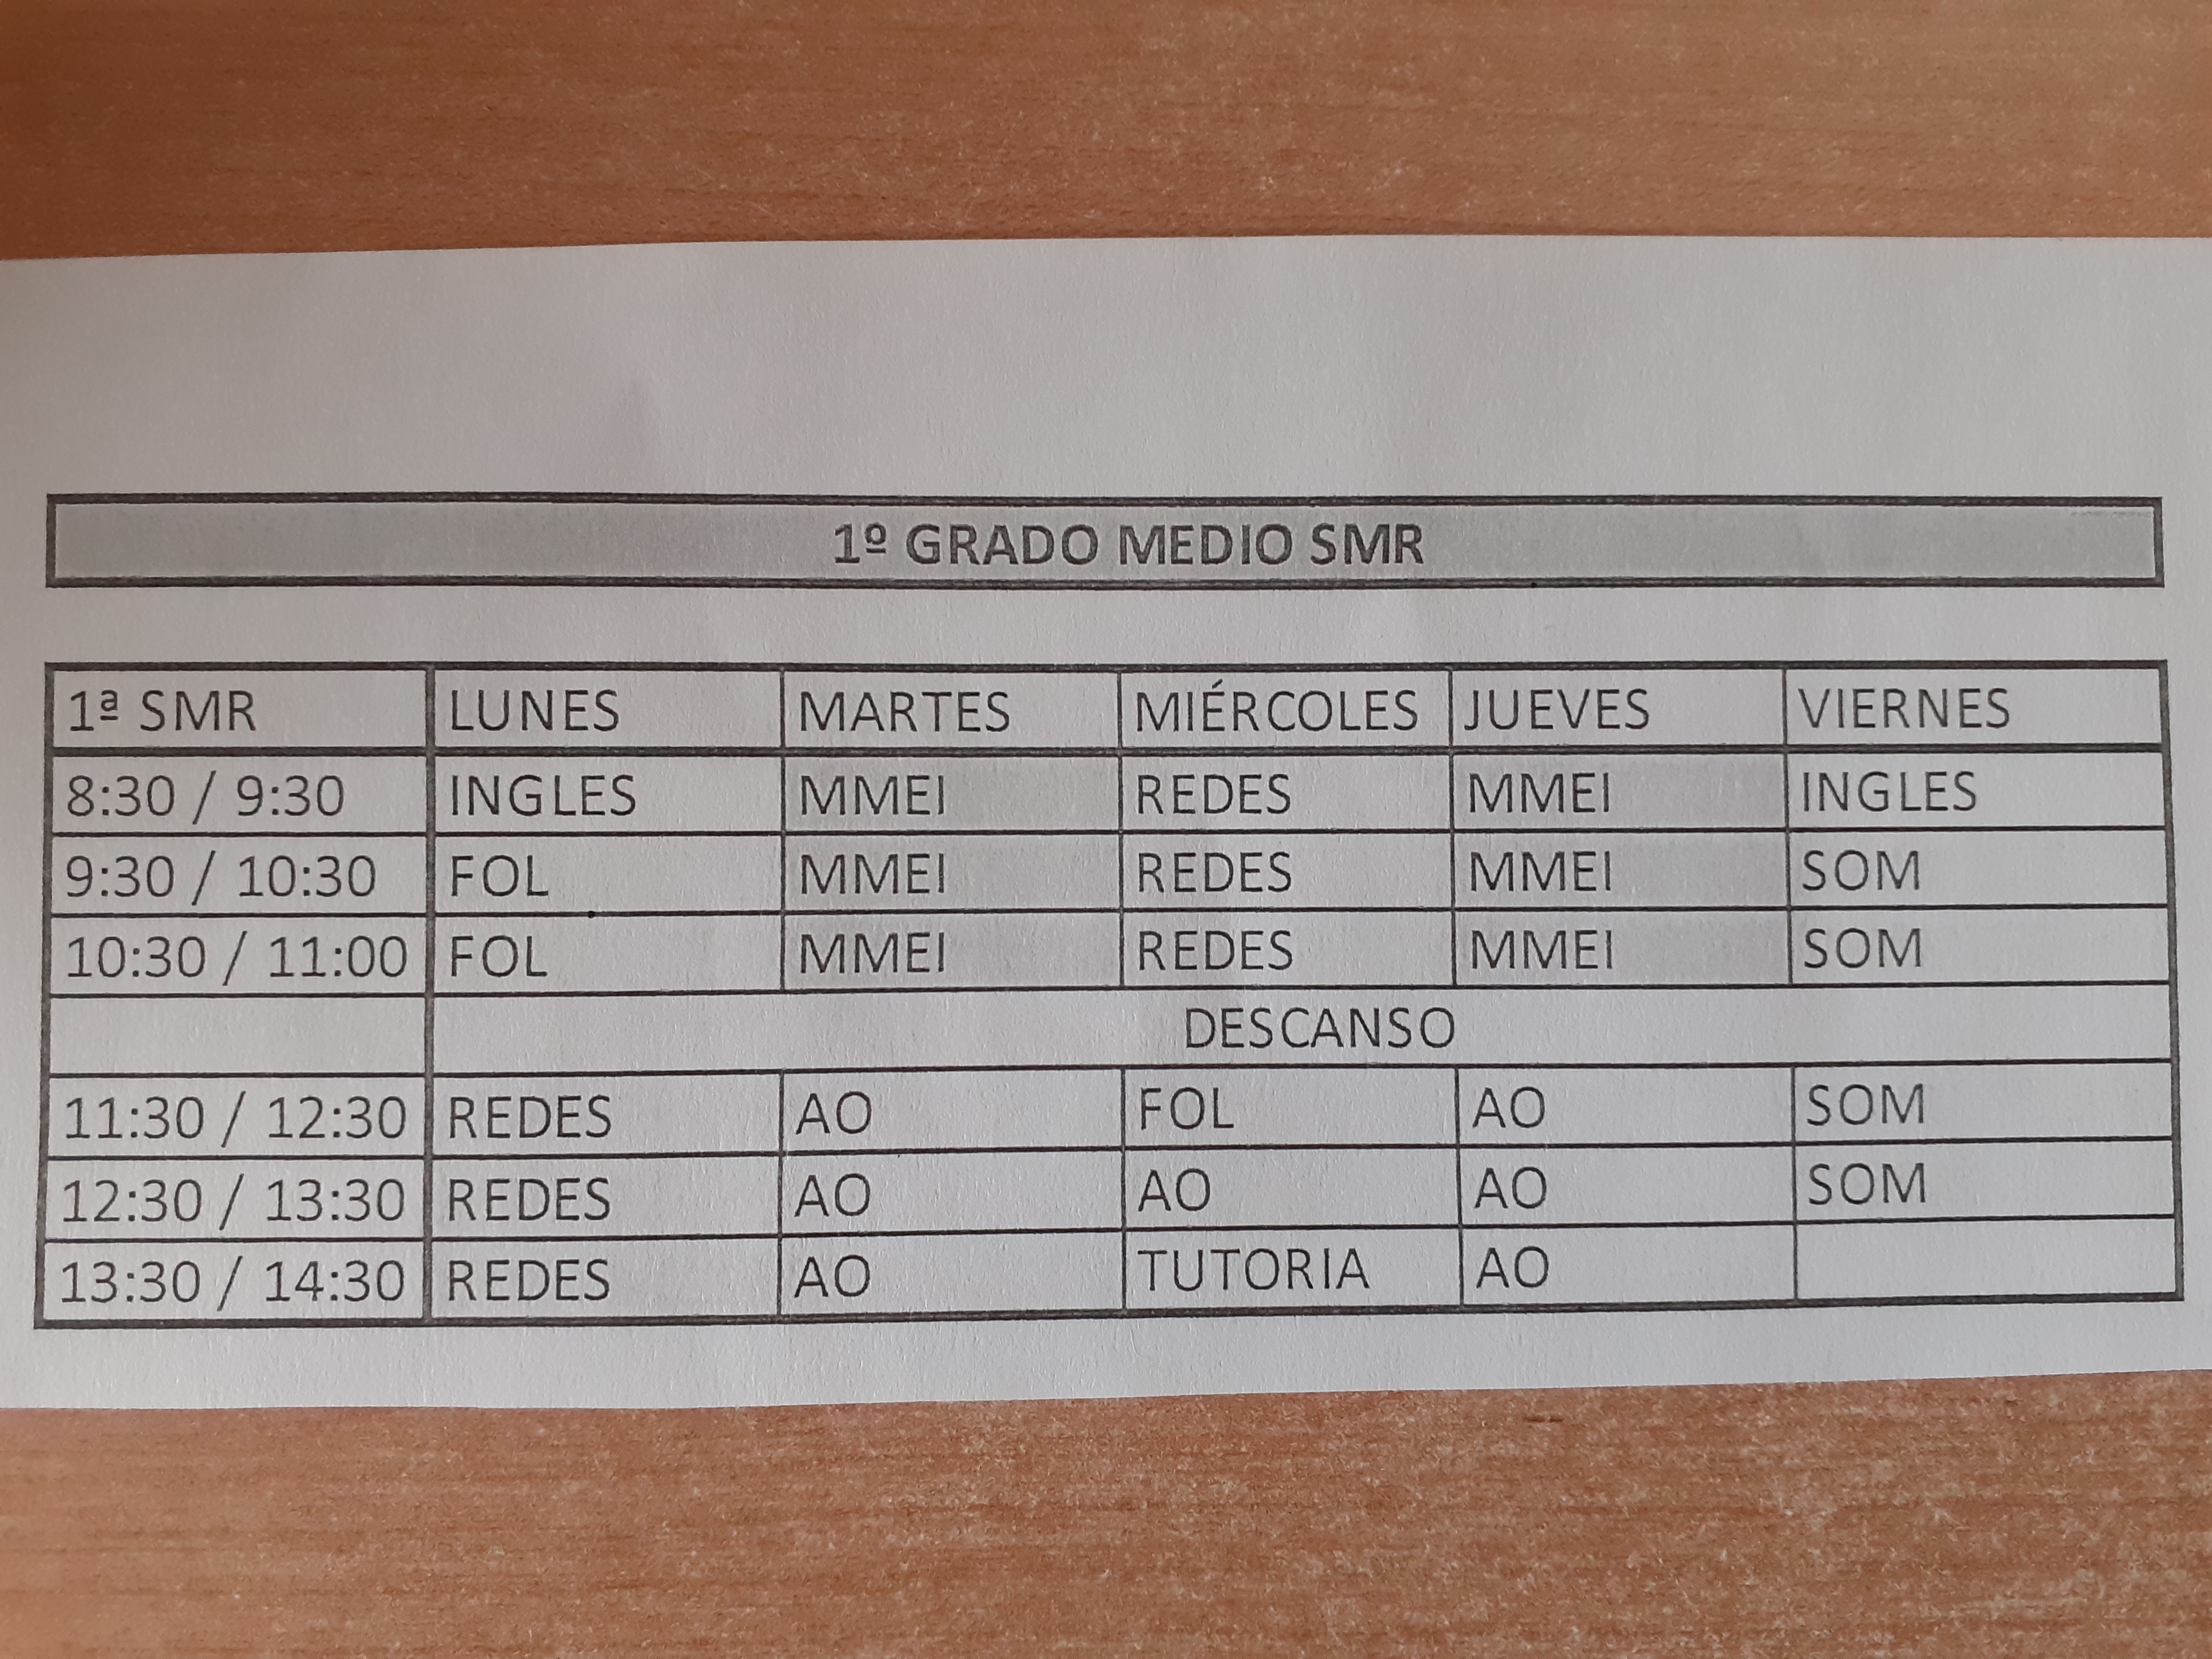 1º GRADO MEDIO SMR
1ª SMR LUNES MARTES MIÉRCOLES JUEVES VIERNES
8:30 / 9:30 INGLES MMEI REDES MMEI INGLES
9:30 / 10:30 FOL MMEI REDES MMEI SOM
10:30 / 11:00 FOL MMEI REDES MMEI SOM
DESCANSO
11:30 / 12:30 REDES AO FOL AO SOM
12:30 / 13:30 REDES AO AO AO SOM
13:30 / 14:30 REDES AO TUTORIA AO